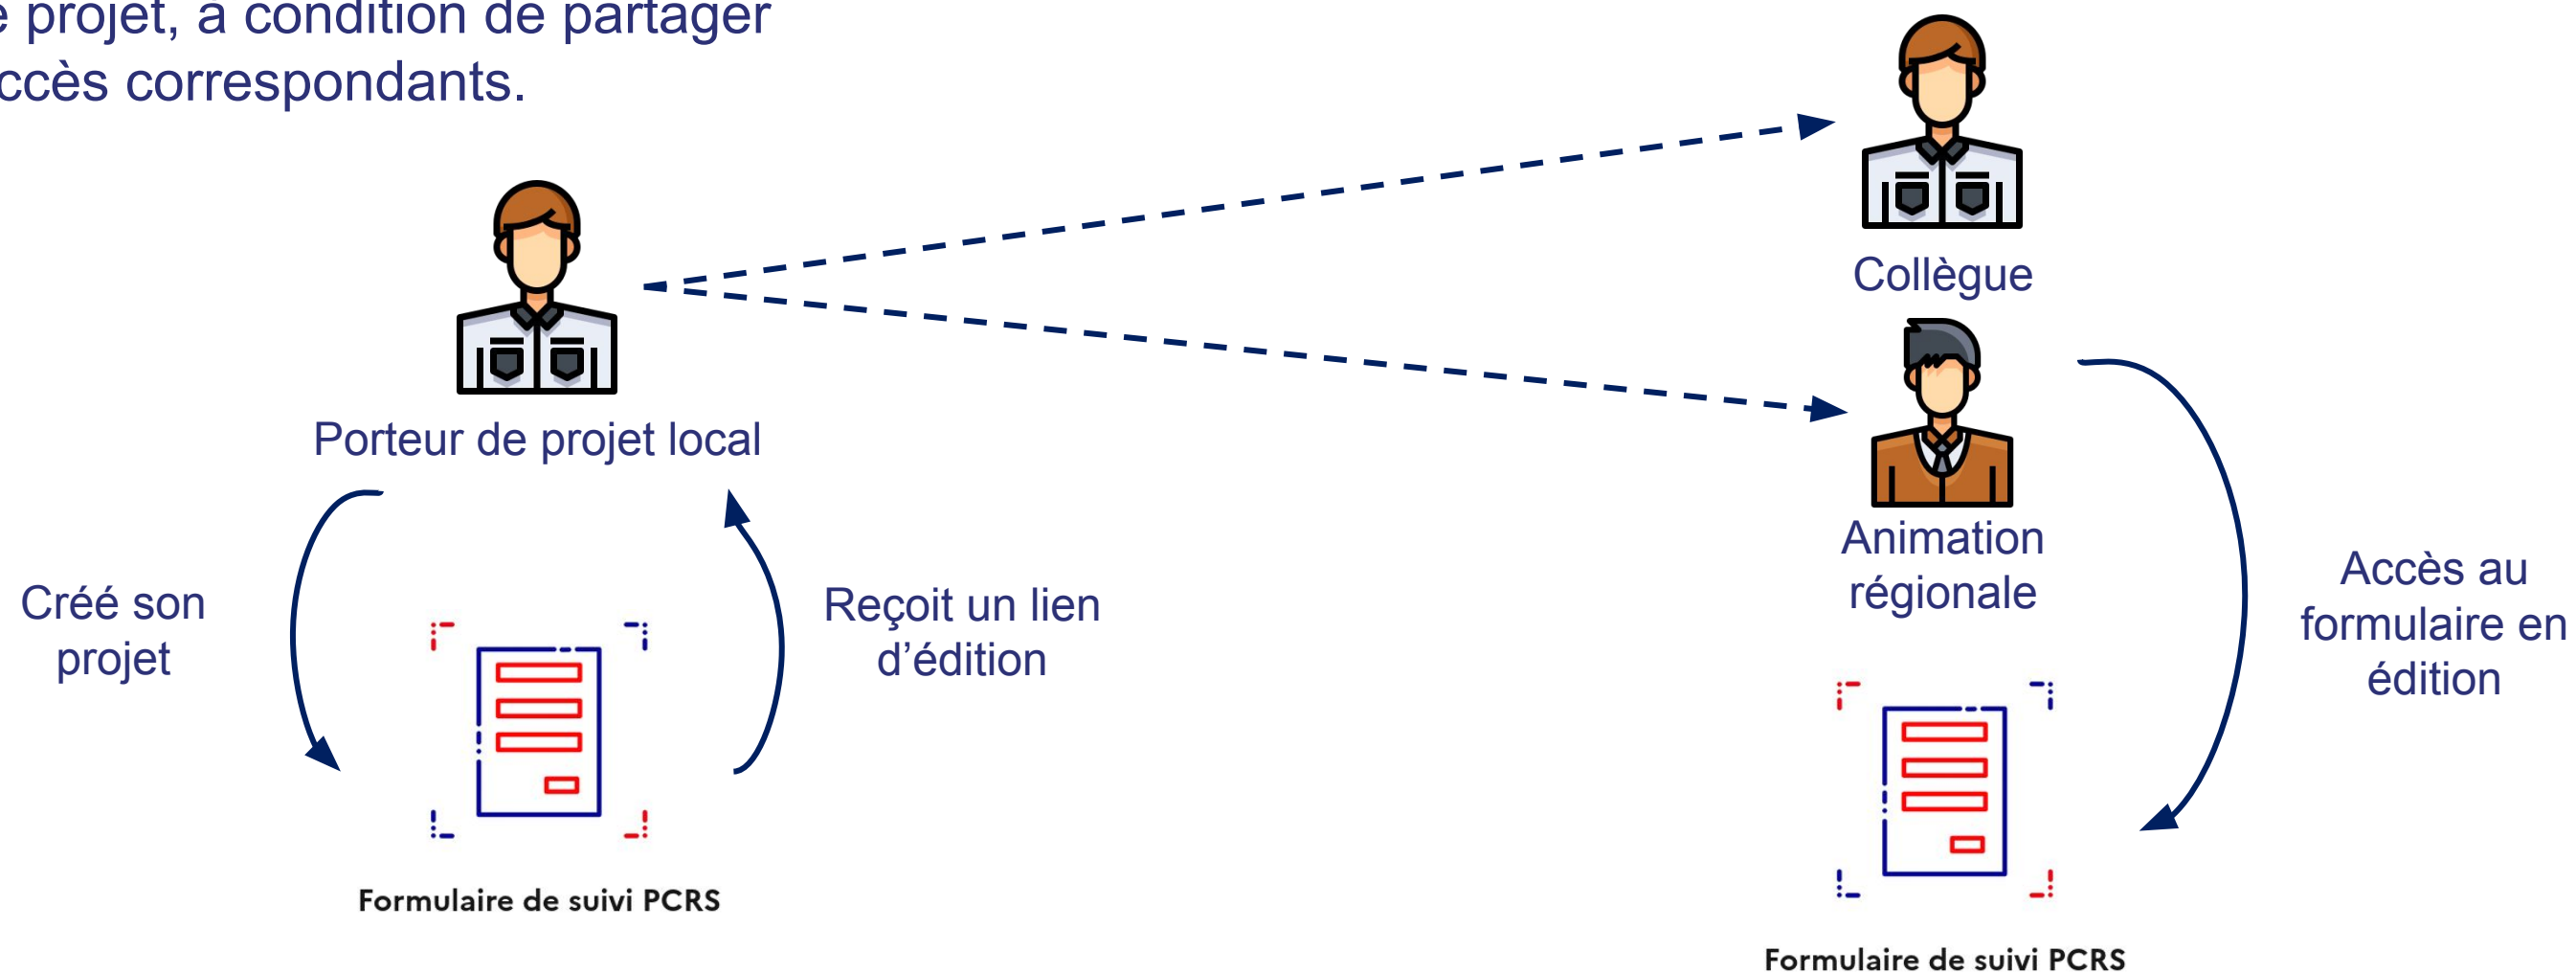 projet, à condition de partager
correspondants.
Collègue
Porteur de projet local
Animation
régionale
Créé son
projet
Reçoit un lien
d’édition
Accès au
formulaire en
édition
Formulaire de suivi PCRS
Formulaire de suivi PCRS